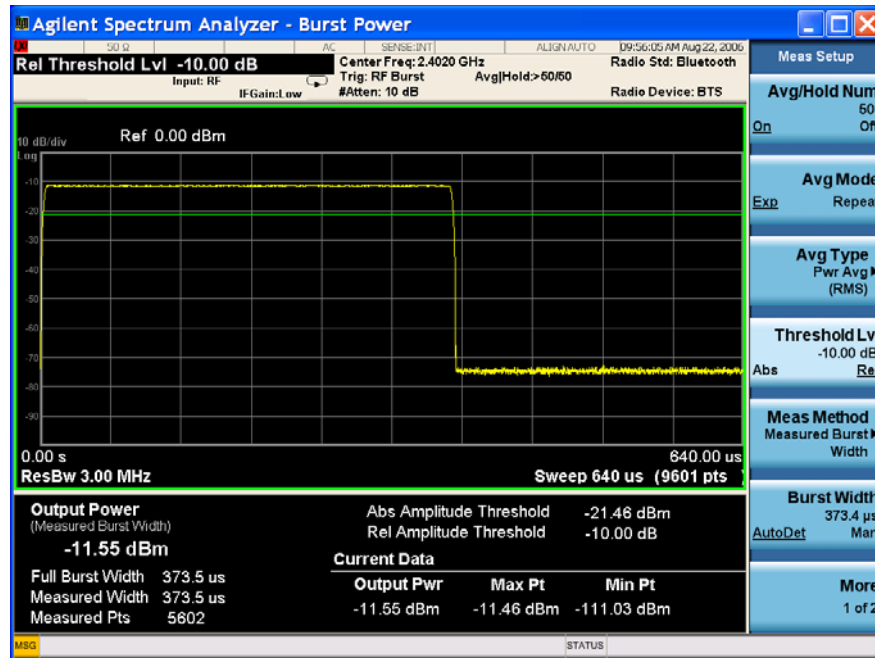 Agilent Spectrum Analyzer - Burst Power
50 Ω AC SENSE:INT ALIGNAUTO 09:56:05 AM Aug 22, 2006
Rel Threshold Lvl -10.00 dB
Center Freq: 2.4020 GHz
Radio Std: Bluetooth
Input: RF
Trig: RF Burst
Avg|Hold:>50/50
IFGain:Low
#Atten: 10 dB
Radio Device: BTS
10 dB/div
Ref 0.00 dBm
Log
-10
-20
-30
-40
-50
-60
-70
-80
-90
0.00 s
640.00 us
ResBw 3.00 MHz
Sweep 640 us (9601 pts )
Output Power
(Measured Burst Width)
-11.55 dBm
Full Burst Width 373.5 us
Measured Width 373.5 us
Measured Pts 5602
Abs Amplitude Threshold -21.46 dBm
Rel Amplitude Threshold -10.00 dB
Current Data
Output Pwr Max Pt Min Pt
-11.55 dBm -11.46 dBm -111.03 dBm
Meas Setup
Avg/Hold Num
50
On Off
Avg Mode
Exp Repeat
Avg Type
Pwr Avg
(RMS)
Threshold Lv
-10.00 dB
Abs Re
Meas Method
Measured Burst
Width
Burst Width
373.4 µs
AutoDet Man
More
1 of 2
MSG
STATUS